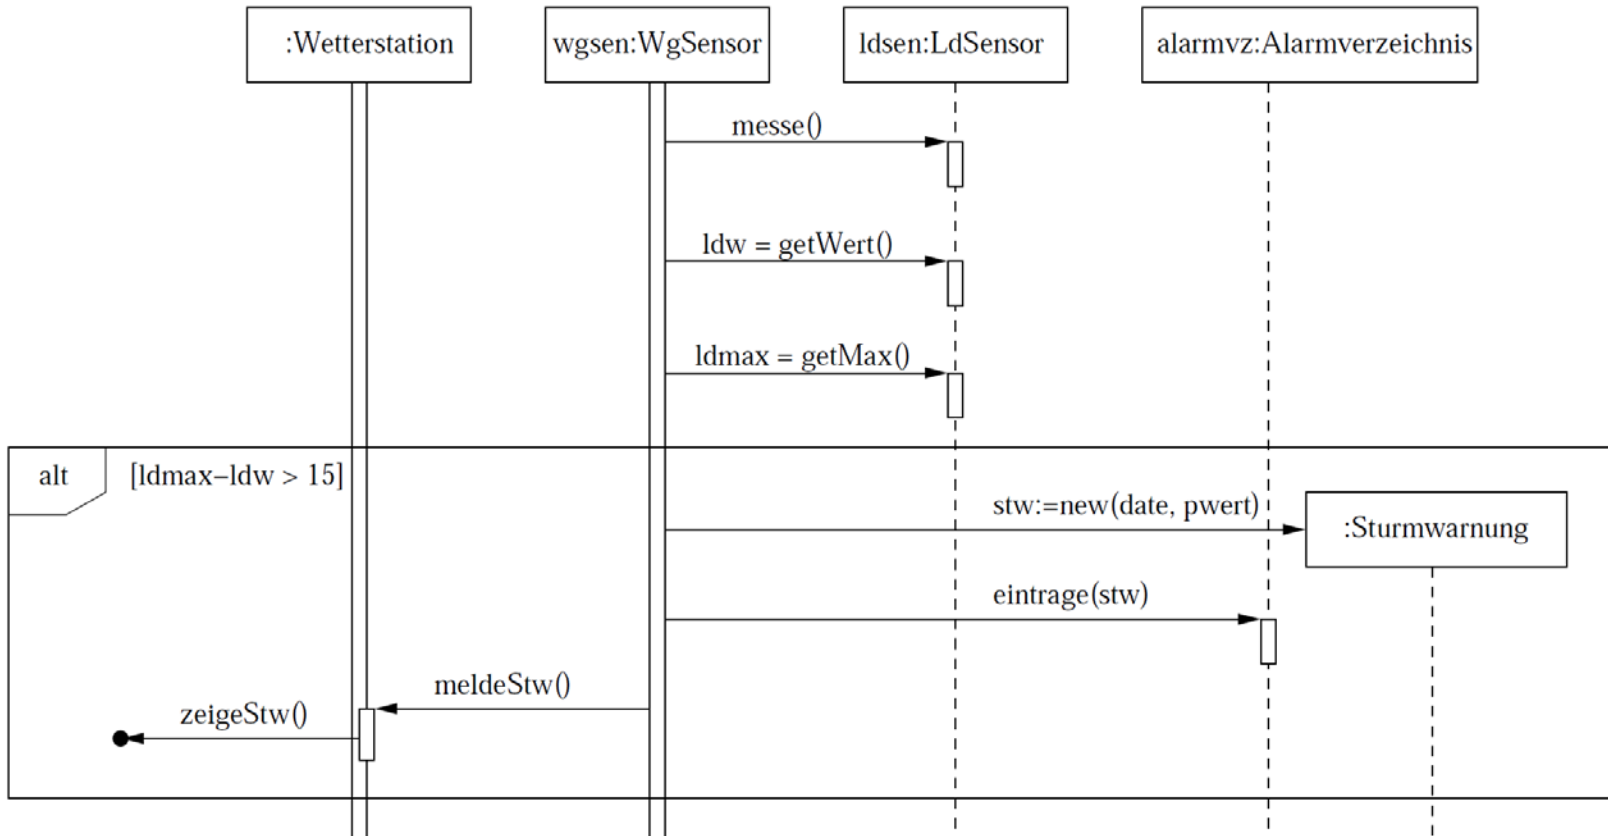 :Wetterstation
wgsen:WgSensor
ldsen:LdSensor
alarmvz:Alarmverzeichnis
messe()
ldw = getWert()
ldmax = getMax()
alt
[ldmax–ldw > 15]
stw:=new(date, pwert)
:Sturmwarnung
eintrage(stw)
meldeStw()
zeigeStw()